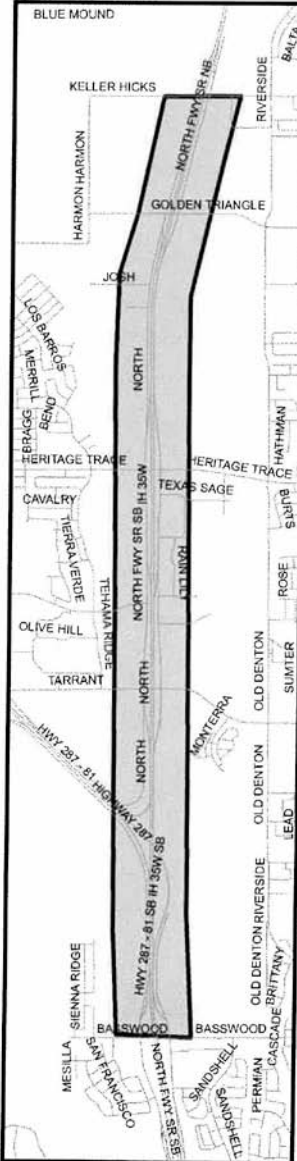 BLUE MOUND
BALTA
KELLER HICKS
RIVERSIDE
NORTH FWY SR NB
HARMON HARMON
GOLDEN TRIANGLE
JOSH
LOS BARROS
MERRILL
BEND
BRAGG
NORTH
HATHMAN
HERITAGE TRACE
HERITAGE TRACE
TEXAS SAGE
CAVALRY
BURTS
NORTH FWY SR SB IH 35W
TIERRA VERDE
RAIN LILY
ROSE
TEHAMA RIDGE
OLIVE HILL
SUMTER
OLD DENTON
TARRANT
NORTH
MONTERRA
HWY 287 - 81 HIGHWAY 287
NORTH
OLD DENTON
LEAD
HWY 287 - 81 SB IH 35W SB
OLD DENTON RIVERSIDE
BRITTANY
SIENNA RIDGE
CASCADE
BASSWOOD
BASSWOOD
MESILLA
SAN FRANCISCO
NORTH FWY SR SB
SANDSHELL
SANDSHELL
PERMIAN